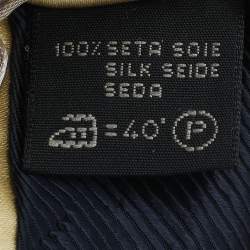 100% SETA SOIE
SILK SEIDE
SEDA
=40° P